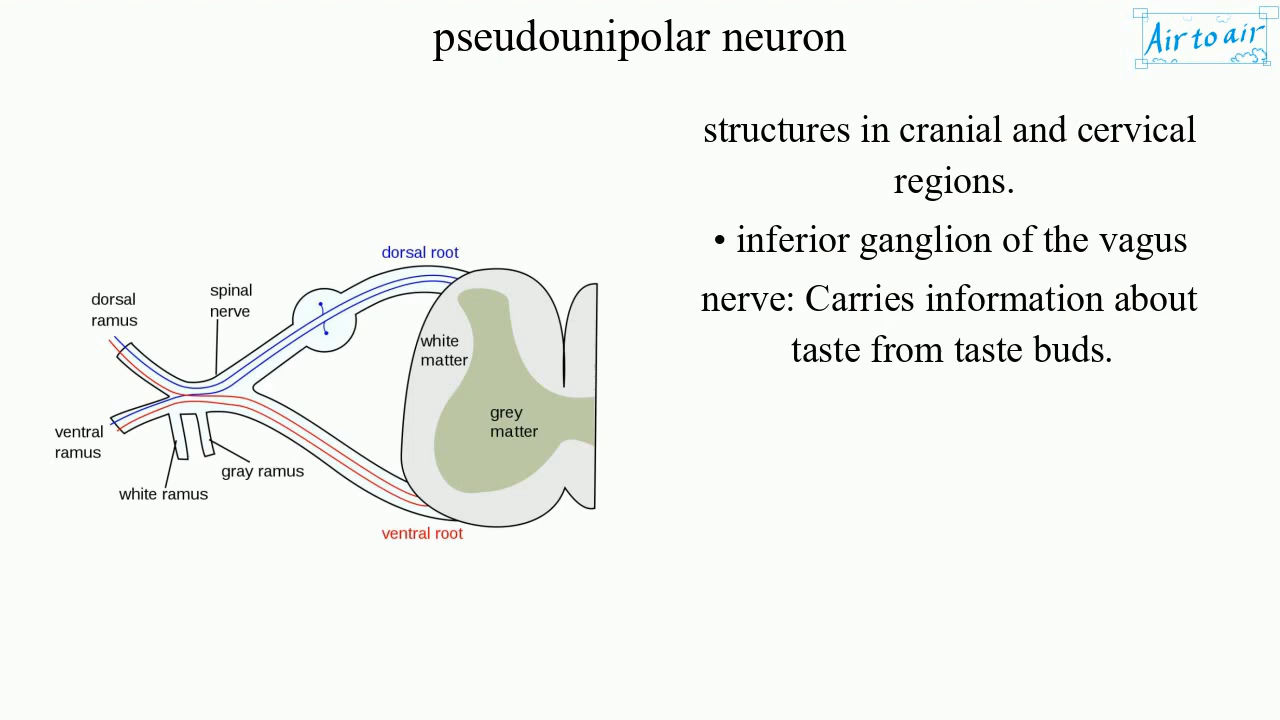 pseudounipolar neuron
Air to air
structures in cranial and cervical
regions.
• inferior ganglion of the vagus
nerve: Carries information about
taste from taste buds.
dorsal root
dorsal
ramus
spinal
nerve
white
matter
grey
matter
ventral
ramus
gray ramus
white ramus
ventral root